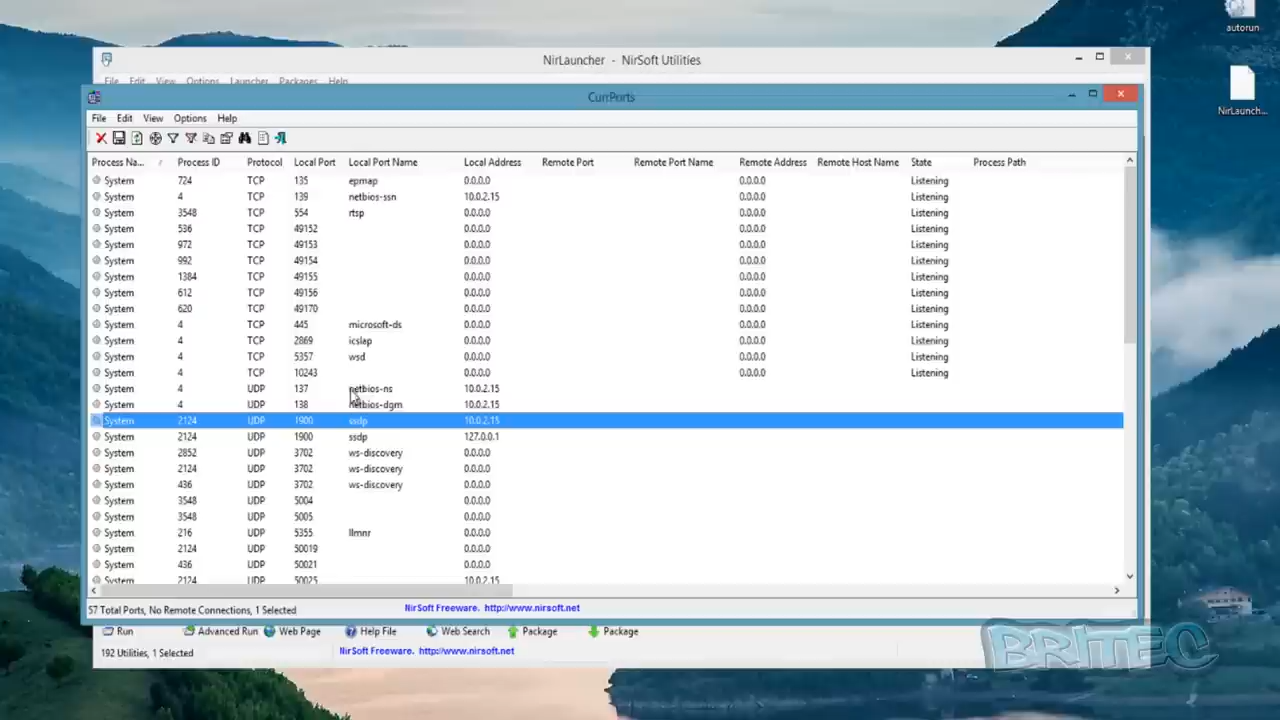 autorun
NirLauncher - NirSoft Utilities
File Edit View Options Launcher Packages Help
CurrPorts
NirLaunch...
File Edit View Options Help
Process Na... / Process ID Protocol Local Port Local Port Name Local Address Remote Port Remote Port Name Remote Address Remote Host Name State Process Path
System 724 TCP 135 epmap 0.0.0.0 0.0.0.0 Listening
System 4 TCP 139 netbios-ssn 10.0.2.15 0.0.0.0 Listening
System 3548 TCP 554 rtsp 0.0.0.0 0.0.0.0 Listening
System 536 TCP 49152 0.0.0.0 0.0.0.0 Listening
System 972 TCP 49153 0.0.0.0 0.0.0.0 Listening
System 992 TCP 49154 0.0.0.0 0.0.0.0 Listening
System 1384 TCP 49155 0.0.0.0 0.0.0.0 Listening
System 612 TCP 49156 0.0.0.0 0.0.0.0 Listening
System 620 TCP 49170 0.0.0.0 0.0.0.0 Listening
System 4 TCP 445 microsoft-ds 0.0.0.0 0.0.0.0 Listening
System 4 TCP 2869 icslap 0.0.0.0 0.0.0.0 Listening
System 4 TCP 5357 wsd 0.0.0.0 0.0.0.0 Listening
System 4 TCP 10243 0.0.0.0 0.0.0.0 Listening
System 4 UDP 137 netbios-ns 10.0.2.15
System 4 UDP 138 netbios-dgm 10.0.2.15
System 2124 UDP 1900 ssdp 10.0.2.15
System 2124 UDP 1900 ssdp 127.0.0.1
System 2852 UDP 3702 ws-discovery 0.0.0.0
System 2124 UDP 3702 ws-discovery 0.0.0.0
System 436 UDP 3702 ws-discovery 0.0.0.0
System 3548 UDP 5004 0.0.0.0
System 3548 UDP 5005 0.0.0.0
System 216 UDP 5355 llmnr 0.0.0.0
System 2124 UDP 50019 0.0.0.0
System 436 UDP 50021 0.0.0.0
System 2124 UDP 50025 10.0.2.15
57 Total Ports, No Remote Connections, 1 Selected NirSoft Freeware. http://www.nirsoft.net
Run Advanced Run Web Page Help File Web Search Package Package
192 Utilities, 1 Selected NirSoft Freeware. http://www.nirsoft.net
BRITEC